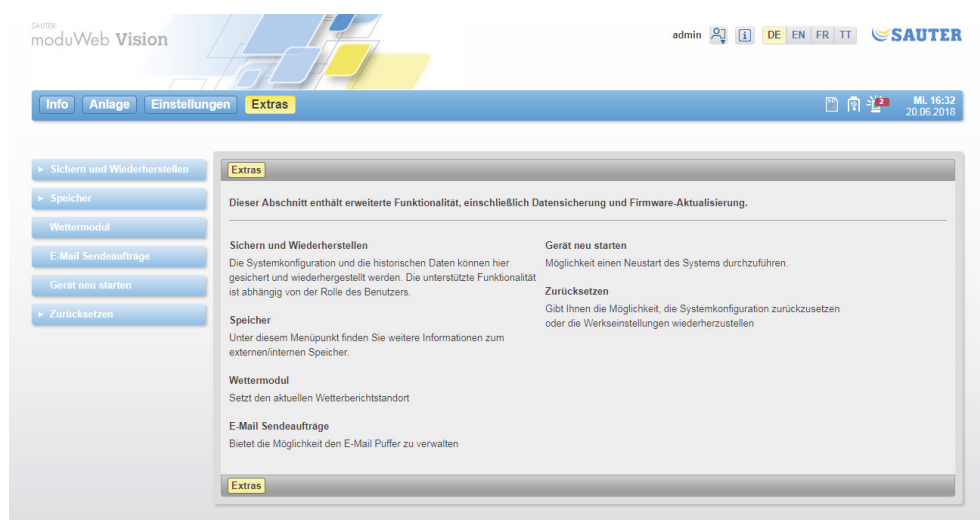 SAUTER
moduWeb Vision
admin
DE EN FR TT
SAUTER
Info Anlage Einstellungen Extras
2
Mi. 16:32
20.06.2018
Sichern und Wiederherstellen
Speicher
Wettermodul
E-Mail Sendeaufträge
Gerät neu starten
Zurücksetzen
Extras
Dieser Abschnitt enthält erweiterte Funktionalität, einschließlich Datensicherung und Firmware-Aktualisierung.
Sichern und Wiederherstellen
Die Systemkonfiguration und die historischen Daten können hier
gesichert und wiederhergestellt werden. Die unterstützte Funktionalität
ist abhängig von der Rolle des Benutzers.
Speicher
Unter diesem Menüpunkt finden Sie weitere Informationen zum
externen/internen Speicher.
Wettermodul
Setzt den aktuellen Wetterberichtstandort
E-Mail Sendeaufträge
Bietet die Möglichkeit den E-Mail Puffer zu verwalten
Gerät neu starten
Möglichkeit einen Neustart des Systems durchzuführen.
Zurücksetzen
Gibt Ihnen die Möglichkeit, die Systemkonfiguration zurückzusetzen
oder die Werkseinstellungen wiederherzustellen
Extras